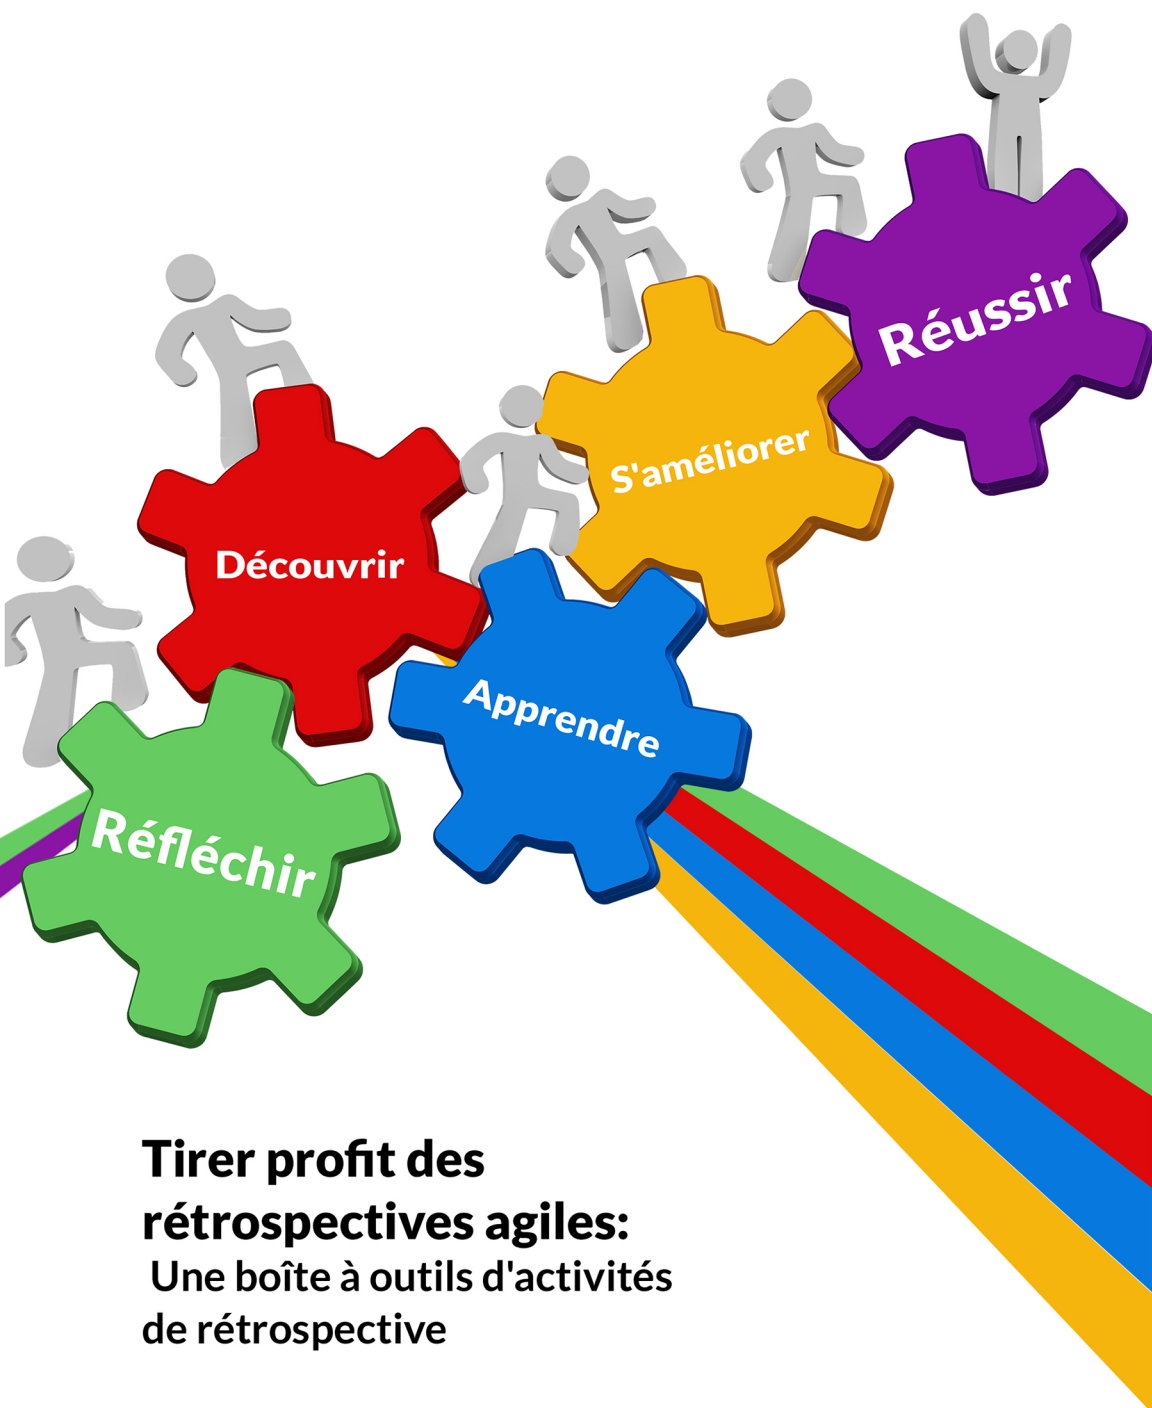 Réussir
S'améliorer
Découvrir
Apprendre
Réfléchir
Tirer profit des
rétrospectives agiles:
Une boîte à outils d'activités
de rétrospective